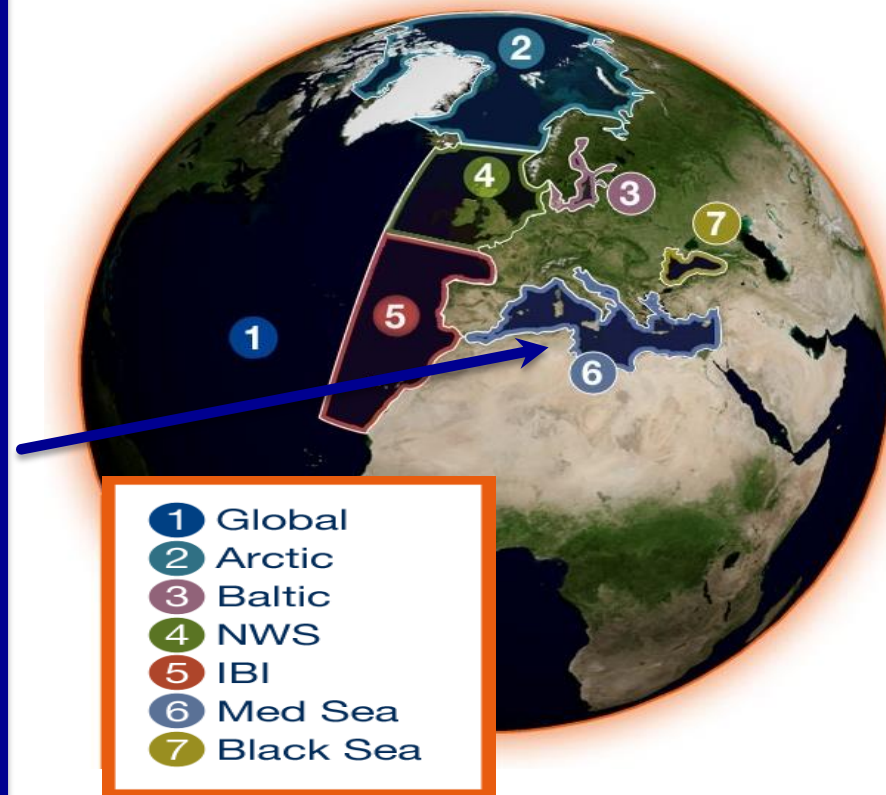 2
4
3
7
5
1
6
1 Global
2 Arctic
3 Baltic
4 NWS
5 IBI
6 Med Sea
7 Black Sea